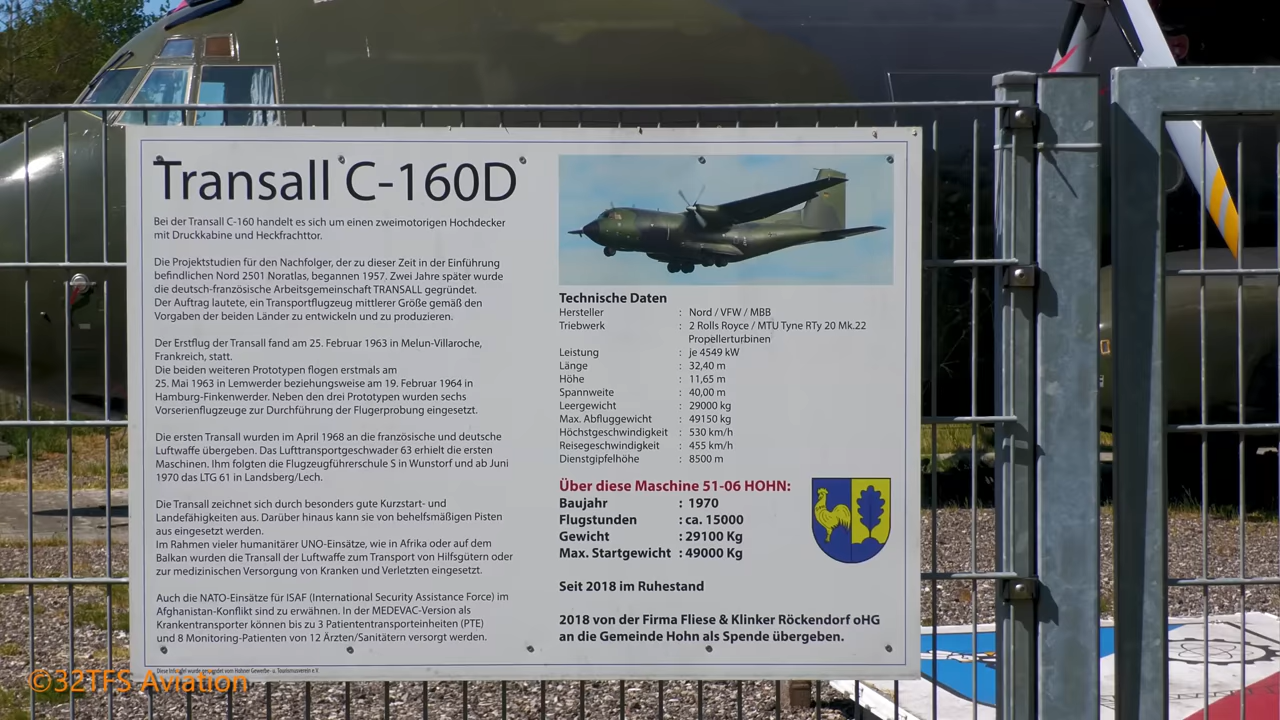 Transall C-160D
Bei der Transall C-160 handelt es sich um einen zweimotorigen Hochdecker
mit Druckkabine und Heckfrachttor.
Die Projektstudien für den Nachfolger, der zu dieser Zeit in der Einführung
befindlichen Nord 2501 Noratlas, begannen 1957. Zwei Jahre später wurde
die deutsch-französische Arbeitsgemeinschaft TRANSALL gegründet.
Der Auftrag lautete, ein Transportflugzeug mittlerer Größe gemäß den
Vorgaben der beiden Länder zu entwickeln und zu produzieren.
Der Erstflug der Transall fand am 25. Februar 1963 in Melun-Villaroche,
Frankreich, statt.
Die beiden weiteren Prototypen flogen erstmals am
25. Mai 1963 in Lemwerder beziehungsweise am 19. Februar 1964 in
Hamburg-Finkenwerder. Neben den drei Prototypen wurden sechs
Vorserienflugzeuge zur Durchführung der Flugerprobung eingesetzt.
Die ersten Transall wurden im April 1968 an die französische und deutsche
Luftwaffe übergeben. Das Lufttransportgeschwader 63 erhielt die ersten
Maschinen. Ihm folgten die Flugzeugführerschule S in Wunstorf und ab Juni
1970 das LTG 61 in Landsberg/Lech.
Die Transall zeichnet sich durch besonders gute Kurzstart- und
Landefähigkeiten aus. Darüber hinaus kann sie von behelfsmäßigen Pisten
aus eingesetzt werden.
Im Rahmen vieler humanitärer UNO-Einsätze, wie in Afrika oder auf dem
Balkan wurden die Transall der Luftwaffe zum Transport von Hilfsgütern oder
zur medizinischen Versorgung von Kranken und Verletzten eingesetzt.
Auch die NATO-Einsätze für ISAF (International Security Assistance Force) im
Afghanistan-Konflikt sind zu erwähnen. In der MEDEVAC-Version als
Krankentransporter können bis zu 3 Patiententransporteinheiten (PTE)
und 8 Monitoring-Patienten von 12 Ärzten/Sanitätern versorgt werden.
Diese Infotafel wurde gespendet vom Hohner Gewerbe- u. Tourismusverein e.V.
Technische Daten
Hersteller : Nord / VFW / MBB
Triebwerk : 2 Rolls Royce / MTU Tyne RTy 20 Mk.22
Propellerturbinen
Leistung : je 4549 kW
Länge : 32,40 m
Höhe : 11,65 m
Spannweite : 40,00 m
Leergewicht : 29000 kg
Max. Abfluggewicht : 49150 kg
Höchstgeschwindigkeit : 530 km/h
Reisegeschwindigkeit : 455 km/h
Dienstgipfelhöhe : 8500 m
Über diese Maschine 51-06 HOHN:
Baujahr : 1970
Flugstunden : ca. 15000
Gewicht : 29100 Kg
Max. Startgewicht : 49000 Kg
Seit 2018 im Ruhestand
2018 von der Firma Fliese & Klinker Röckendorf oHG
an die Gemeinde Hohn als Spende übergeben.
©32TFS Aviation